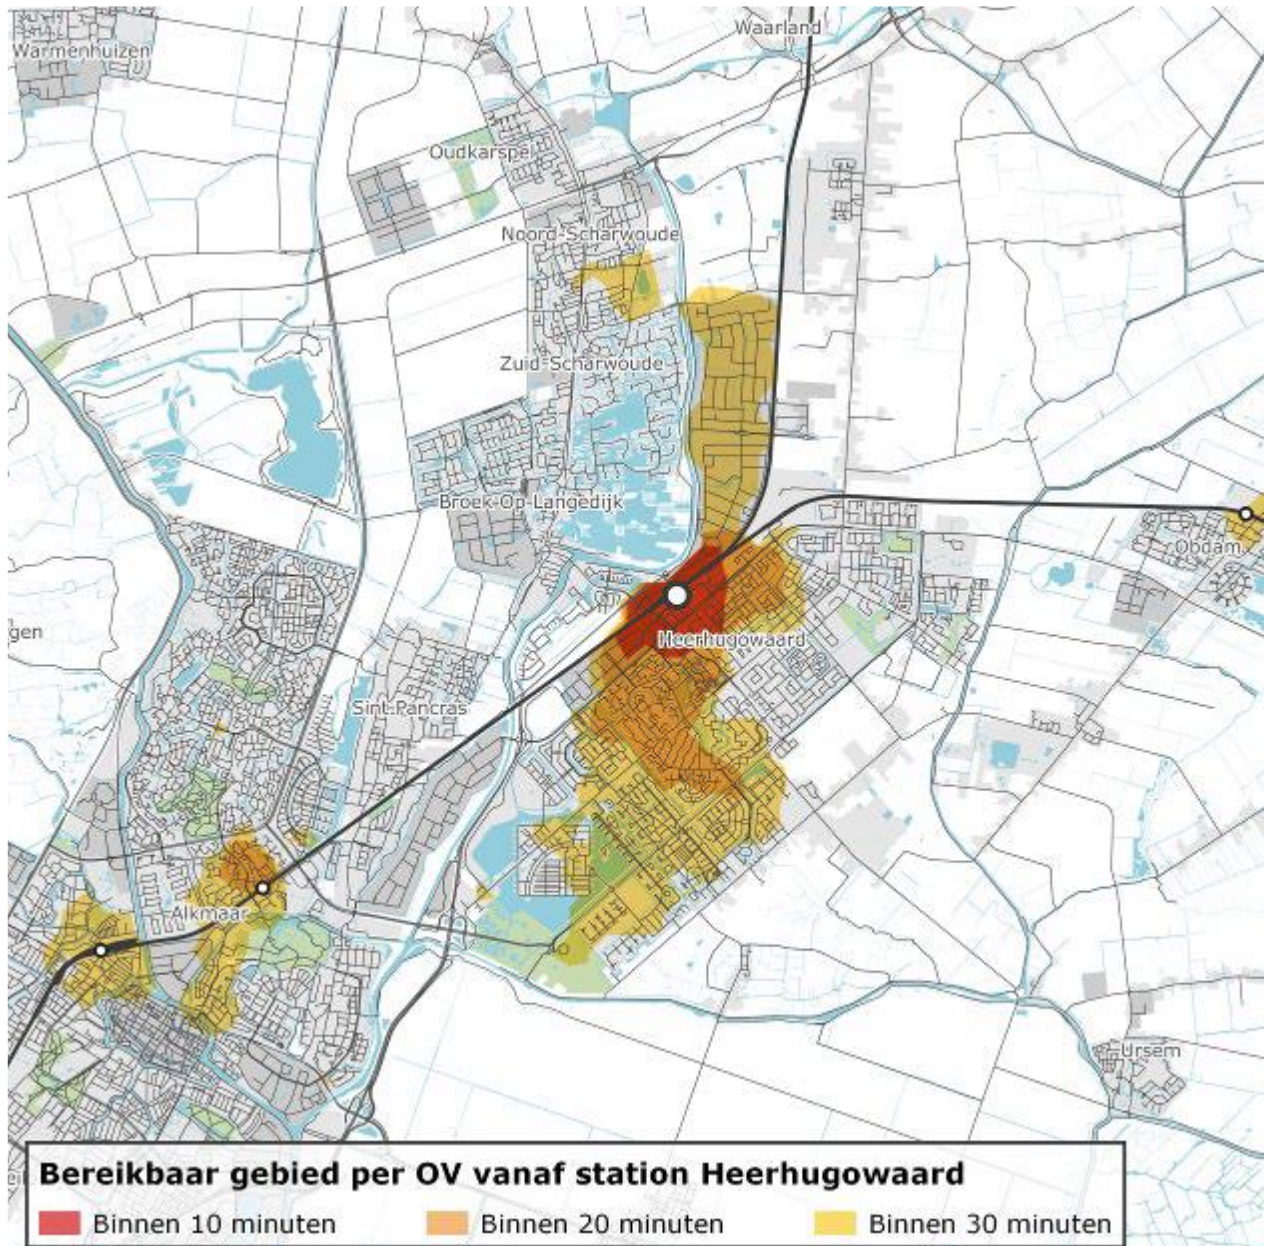 Waarland
Warmenhuizen
Oudkarspel
Noord-Scharwoude
Zuid-Scharwoude
Broek-Op-Langedijk
Obdam
gen
Heerhugowaard
Sint Pancras
Alkmaar
Ursem
Bereikbaar gebied per OV vanaf station Heerhugowaard
Binnen 10 minuten
Binnen 20 minuten
Binnen 30 minuten